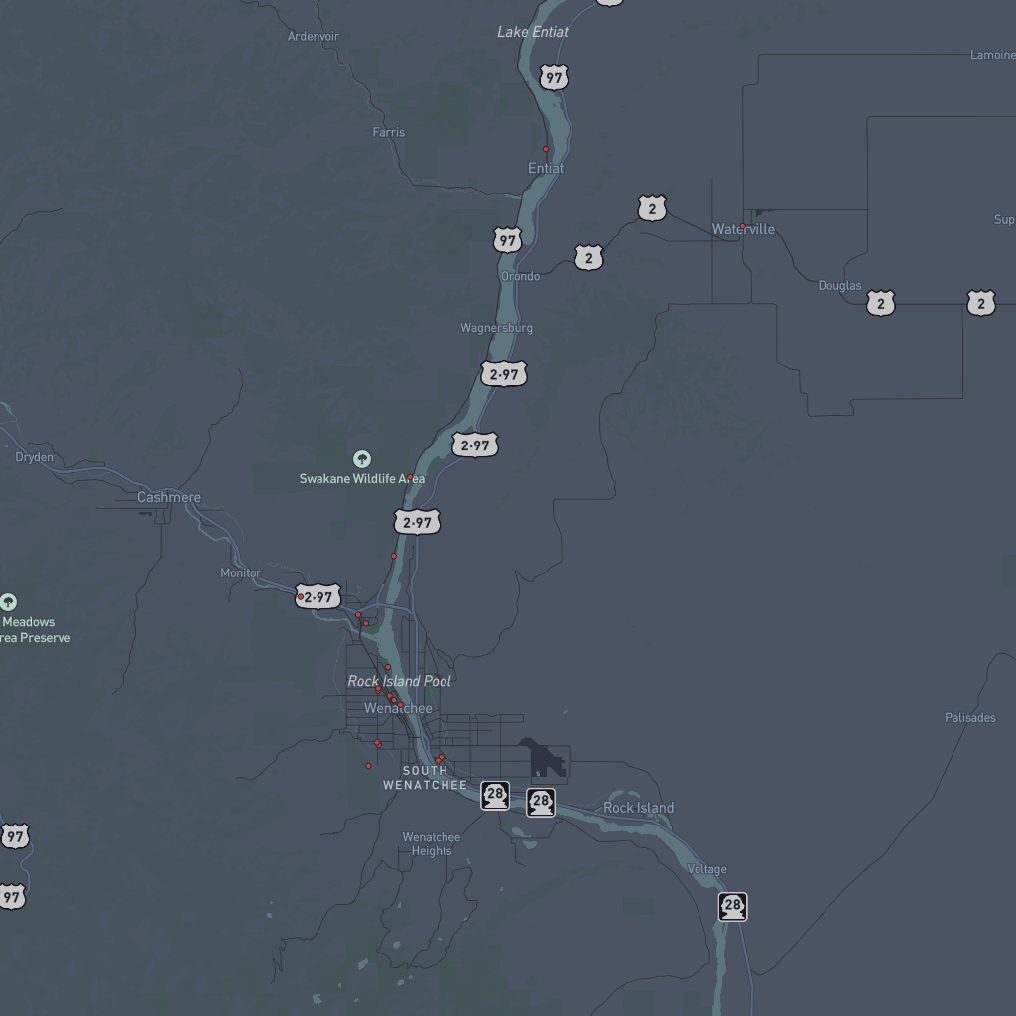 Lake Entiat
Ardenvoir
Lamoine
97
Farris
Entiat
2
Waterville
Sup
97
2
Orondo
Douglas
2
2
Wagnersburg
2·97
2·97
Dryden
Swakane Wildlife Area
Cashmere
2·97
Monitor
2·97
Meadows
rea Preserve
Rock Island Pool
Wenatchee
Palisades
SOUTH
WENATCHEE
28
28
Rock Island
97
Wenatchee
Heights
Voltage
97
28